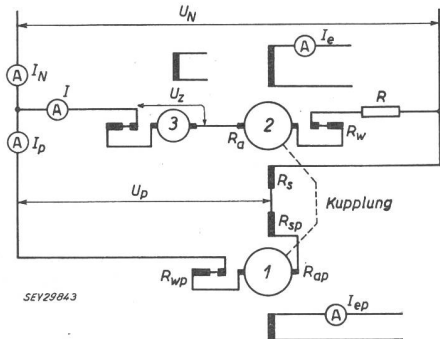 U_N
A I_e
A I_N
I
A
U_z
R
A I_p
3
R_a
2
R_w
R_s
U_p
Kupplung
R_sp
R_wp
1
R_ap
SEV29843
A I_ep